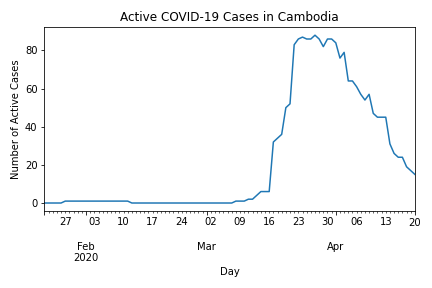 Active COVID-19 Cases in Cambodia
80
60
40
20
0
Number of Active Cases
27 03 10 17 24 02 09 16 23 30 06 13 20
Feb Mar Apr
2020
Day